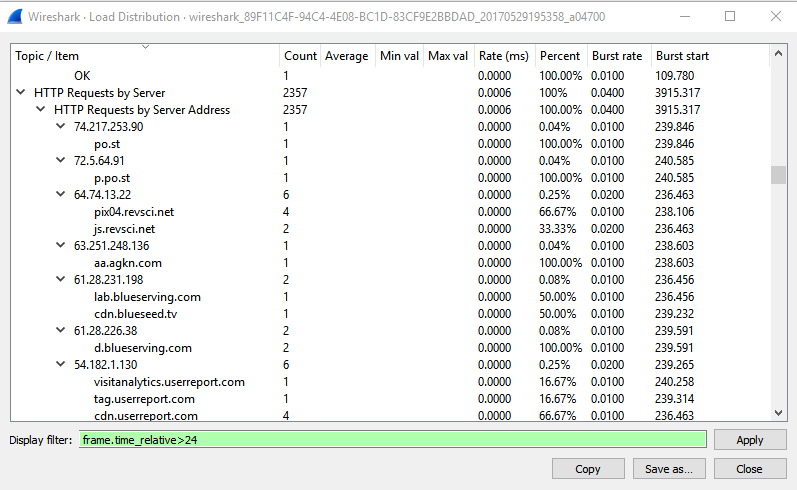 Wireshark · Load Distribution · wireshark_89F11C4F-94C4-4E08-BC1D-83CF9E2BBDAD_20170529195358_a04700
Topic / Item Count Average Min val Max val Rate (ms) Percent Burst rate Burst start
OK 1 0.0000 100.00% 0.0100 109.780
HTTP Requests by Server 2357 0.0006 100% 0.0400 3915.317
HTTP Requests by Server Address 2357 0.0006 100.00% 0.0400 3915.317
74.217.253.90 1 0.0000 0.04% 0.0100 239.846
po.st 1 0.0000 100.00% 0.0100 239.846
72.5.64.91 1 0.0000 0.04% 0.0100 240.585
p.po.st 1 0.0000 100.00% 0.0100 240.585
64.74.13.22 6 0.0000 0.25% 0.0200 236.463
pix04.revsci.net 4 0.0000 66.67% 0.0100 238.106
js.revsci.net 2 0.0000 33.33% 0.0200 236.463
63.251.248.136 1 0.0000 0.04% 0.0100 238.603
aa.agkn.com 1 0.0000 100.00% 0.0100 238.603
61.28.231.198 2 0.0000 0.08% 0.0100 236.456
lab.blueserving.com 1 0.0000 50.00% 0.0100 236.456
cdn.blueseed.tv 1 0.0000 50.00% 0.0100 239.232
61.28.226.38 2 0.0000 0.08% 0.0100 239.591
d.blueserving.com 2 0.0000 100.00% 0.0100 239.591
54.182.1.130 6 0.0000 0.25% 0.0200 239.265
visitanalytics.userreport.com 1 0.0000 16.67% 0.0100 240.258
tag.userreport.com 1 0.0000 16.67% 0.0100 239.314
cdn.userreport.com 4 0.0000 66.67% 0.0100 236.463
Display filter: frame.time_relative>24 Apply
Copy Save as... Close